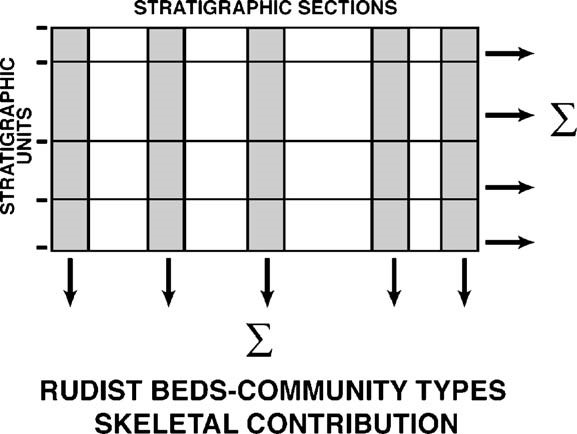 STRATIGRAPHIC SECTIONS
STRATIGRAPHIC
UNITS
Σ
Σ
RUDIST BEDS-COMMUNITY TYPES
SKELETAL CONTRIBUTION